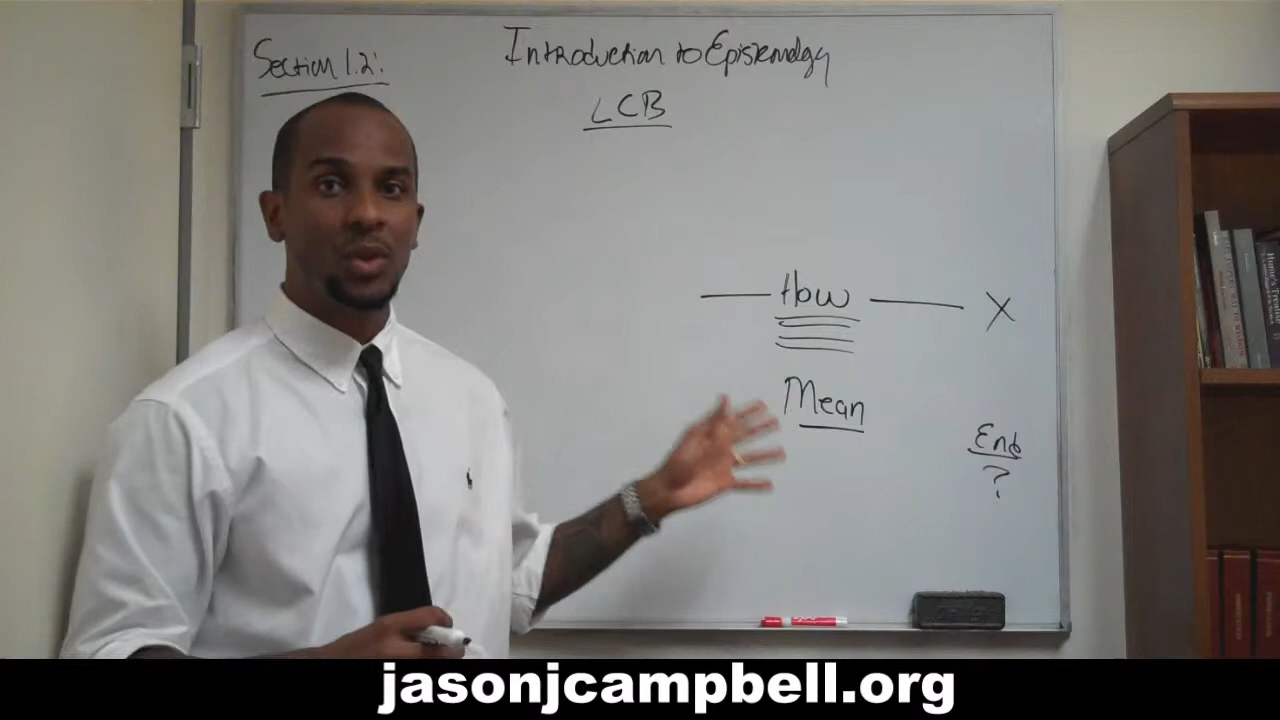 Section 1.2:
Introduction to Epistemology
LCB
How
X
Mean
End
?
jasonjcampbell.org